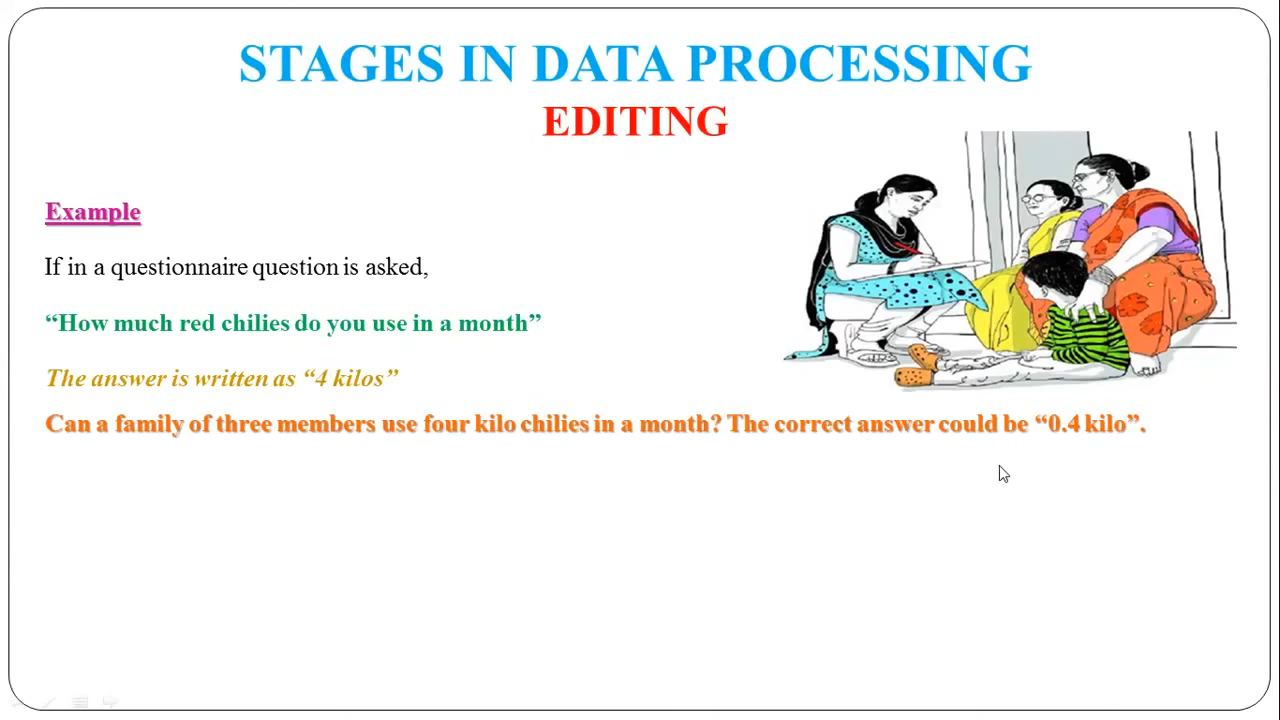 STAGES IN DATA PROCESSING
EDITING
Example
If in a questionnaire question is asked,
“How much red chilies do you use in a month”
The answer is written as “4 kilos”
Can a family of three members use four kilo chilies in a month? The correct answer could be “0.4 kilo”.